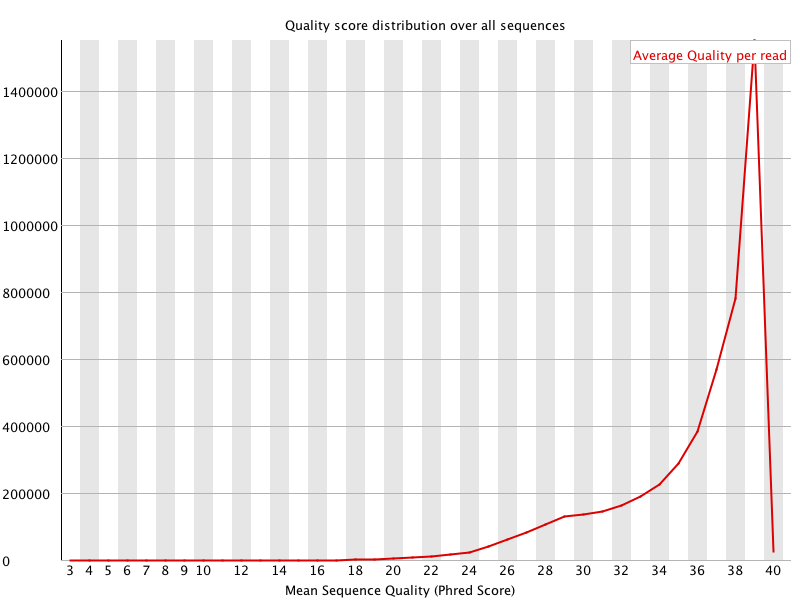 Quality score distribution over all sequences
Average Quality per read
1400000
1200000
1000000
800000
600000
400000
200000
0
3 4 5 6 7 8 9 10 12 14 16 18 20 22 24 26 28 30 32 34 36 38 40
Mean Sequence Quality (Phred Score)